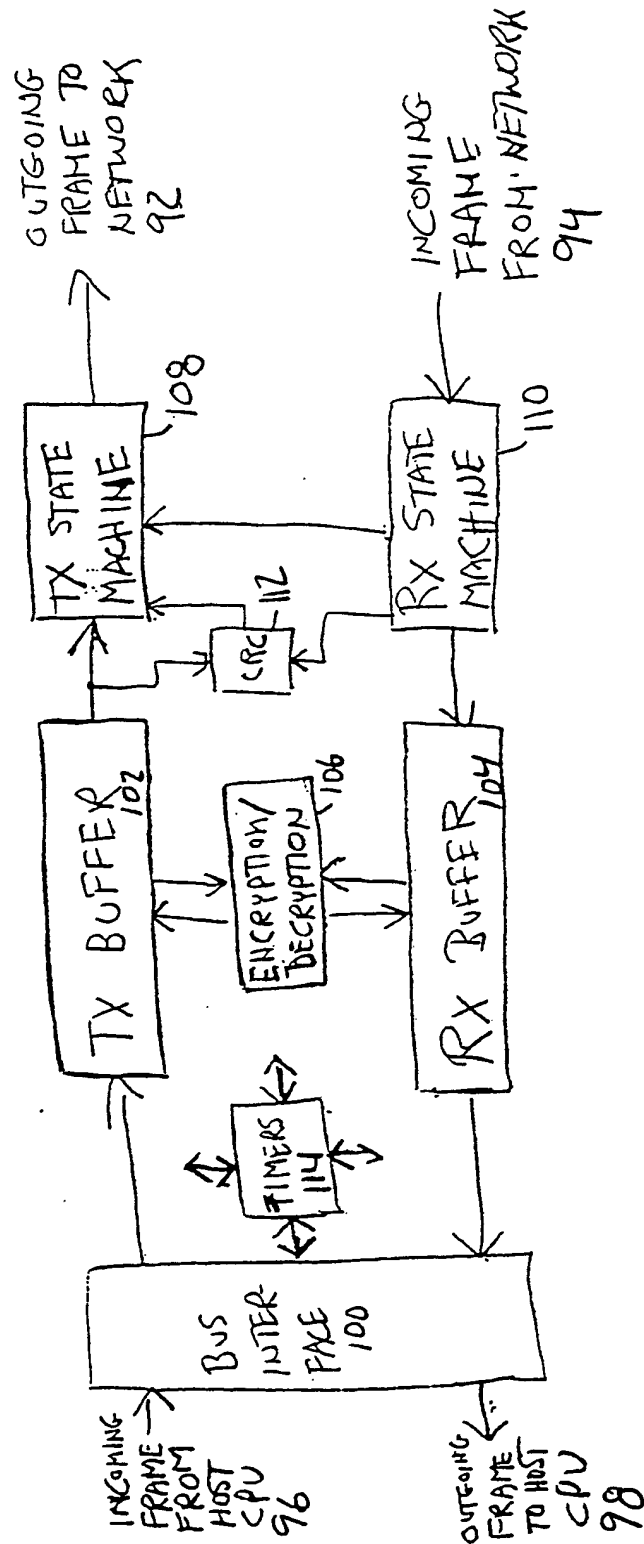 INCOMING
FRAME
FROM
HOST
CPU
96
OUTGOING
FRAME
TO HOST
CPU
98
BUS
INTER-
FACE
100
TIMERS
114
TX BUFFER
102
ENCRYPTION/
DECRYPTION
106
RX BUFFER
104
CRC
112
TX STATE
MACHINE
108
RX STATE
MACHINE
110
OUTGOING
FRAME TO
NETWORK
92
INCOMING
FRAME
FROM NETWORK
94